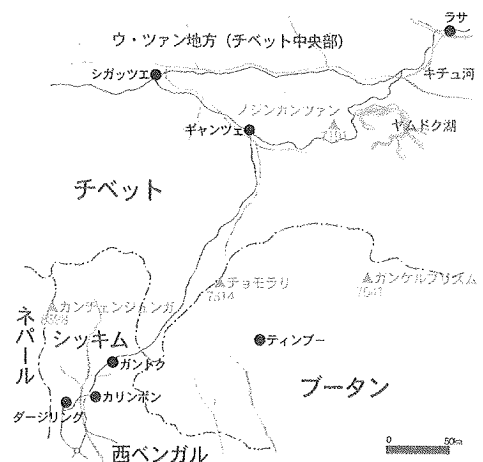 ラサ
ウ・ツァン地方（チベット中央部）
シガッツェ
キチュ河
ノジンカンツァン
ギャンツェ
ヤムドク湖
チベット
チョモラリ
7314
ガンケルプリズム
7541
カンチェンジュンガ
8598
ネパール
シッキム
ティンプー
ガントク
ブータン
カリンポン
ダージリング
西ベンガル
0 50km